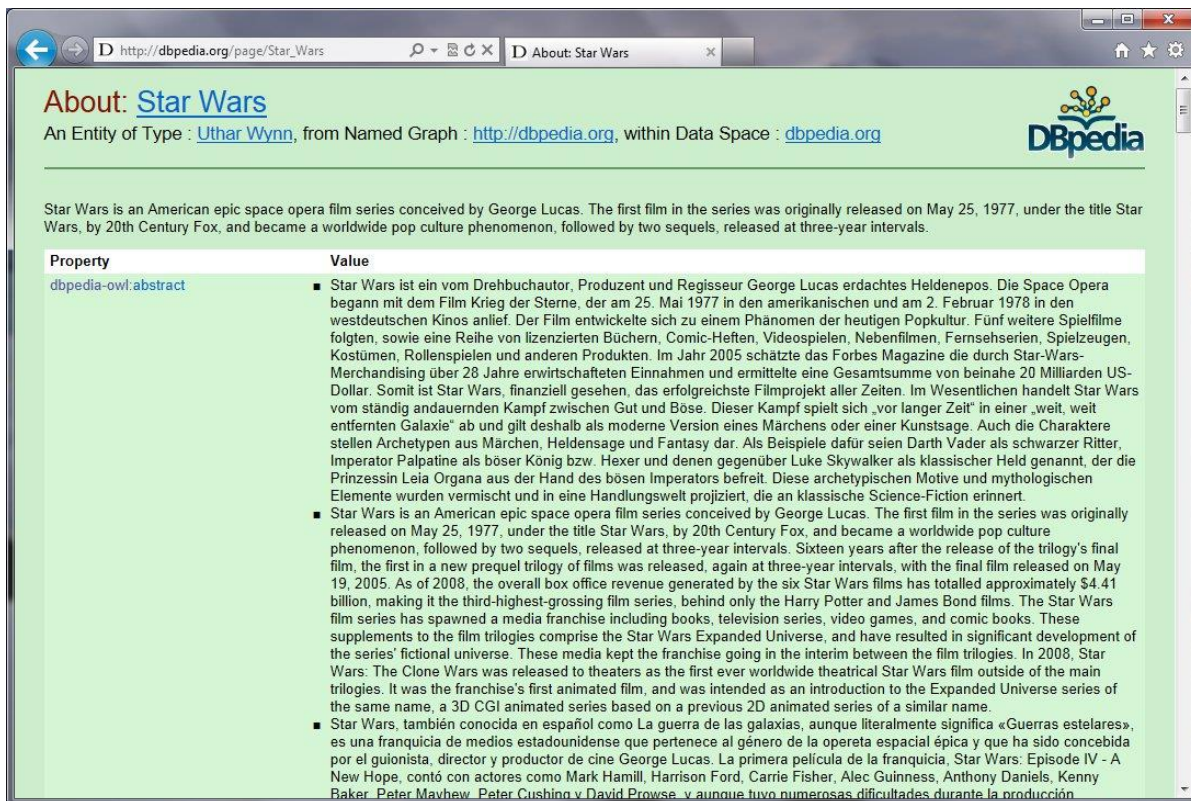 http://dbpedia.org/page/Star_Wars
D About: Star Wars
About: Star Wars
An Entity of Type : Uthar Wynn, from Named Graph : http://dbpedia.org, within Data Space : dbpedia.org
DBpedia
Star Wars is an American epic space opera film series conceived by George Lucas. The first film in the series was originally released on May 25, 1977, under the title Star
Wars, by 20th Century Fox, and became a worldwide pop culture phenomenon, followed by two sequels, released at three-year intervals.
Property Value
dbpedia-owl:abstract
■ Star Wars ist ein vom Drehbuchautor, Produzent und Regisseur George Lucas erdachtes Heldenepos. Die Space Opera
begann mit dem Film Krieg der Sterne, der am 25. Mai 1977 in den amerikanischen und am 2. Februar 1978 in den
westdeutschen Kinos anlief. Der Film entwickelte sich zu einem Phänomen der heutigen Popkultur. Fünf weitere Spielfilme
folgten, sowie eine Reihe von lizenzierten Büchern, Comic-Heften, Videospielen, Nebenfilmen, Fernsehserien, Spielzeugen,
Kostümen, Rollenspielen und anderen Produkten. Im Jahr 2005 schätzte das Forbes Magazine die durch Star-Wars-
Merchandising über 28 Jahre erwirtschafteten Einnahmen und ermittelte eine Gesamtsumme von beinahe 20 Milliarden US-
Dollar. Somit ist Star Wars, finanziell gesehen, das erfolgreichste Filmprojekt aller Zeiten. Im Wesentlichen handelt Star Wars
vom ständig andauernden Kampf zwischen Gut und Böse. Dieser Kampf spielt sich „vor langer Zeit“ in einer „weit, weit
entfernten Galaxie“ ab und gilt deshalb als moderne Version eines Märchens oder einer Kunstsage. Auch die Charaktere
stellen Archetypen aus Märchen, Heldensage und Fantasy dar. Als Beispiele dafür seien Darth Vader als schwarzer Ritter,
Imperator Palpatine als böser König bzw. Hexer und denen gegenüber Luke Skywalker als klassischer Held genannt, der die
Prinzessin Leia Organa aus der Hand des bösen Imperators befreit. Diese archetypischen Motive und mythologischen
Elemente wurden vermischt und in eine Handlungswelt projiziert, die an klassische Science-Fiction erinnert.
■ Star Wars is an American epic space opera film series conceived by George Lucas. The first film in the series was originally
released on May 25, 1977, under the title Star Wars, by 20th Century Fox, and became a worldwide pop culture
phenomenon, followed by two sequels, released at three-year intervals. Sixteen years after the release of the trilogy's final
film, the first in a new prequel trilogy of films was released, again at three-year intervals, with the final film released on May
19, 2005. As of 2008, the overall box office revenue generated by the six Star Wars films has totalled approximately $4.41
billion, making it the third-highest-grossing film series, behind only the Harry Potter and James Bond films. The Star Wars
film series has spawned a media franchise including books, television series, video games, and comic books. These
supplements to the film trilogies comprise the Star Wars Expanded Universe, and have resulted in significant development of
the series' fictional universe. These media kept the franchise going in the interim between the film trilogies. In 2008, Star
Wars: The Clone Wars was released to theaters as the first ever worldwide theatrical Star Wars film outside of the main
trilogies. It was the franchise's first animated film, and was intended as an introduction to the Expanded Universe series of
the same name, a 3D CGI animated series based on a previous 2D animated series of a similar name.
■ Star Wars, también conocida en español como La guerra de las galaxias, aunque literalmente significa «Guerras estelares»,
es una franquicia de medios estadounidense que pertenece al género de la opereta espacial épica y que ha sido concebida
por el guionista, director y productor de cine George Lucas. La primera película de la franquicia, Star Wars: Episode IV - A
New Hope, contó con actores como Mark Hamill, Harrison Ford, Carrie Fisher, Alec Guinness, Anthony Daniels, Kenny
Baker, Peter Mayhew, Peter Cushing y David Prowse, y aunque tuvo numerosas dificultades durante la producción